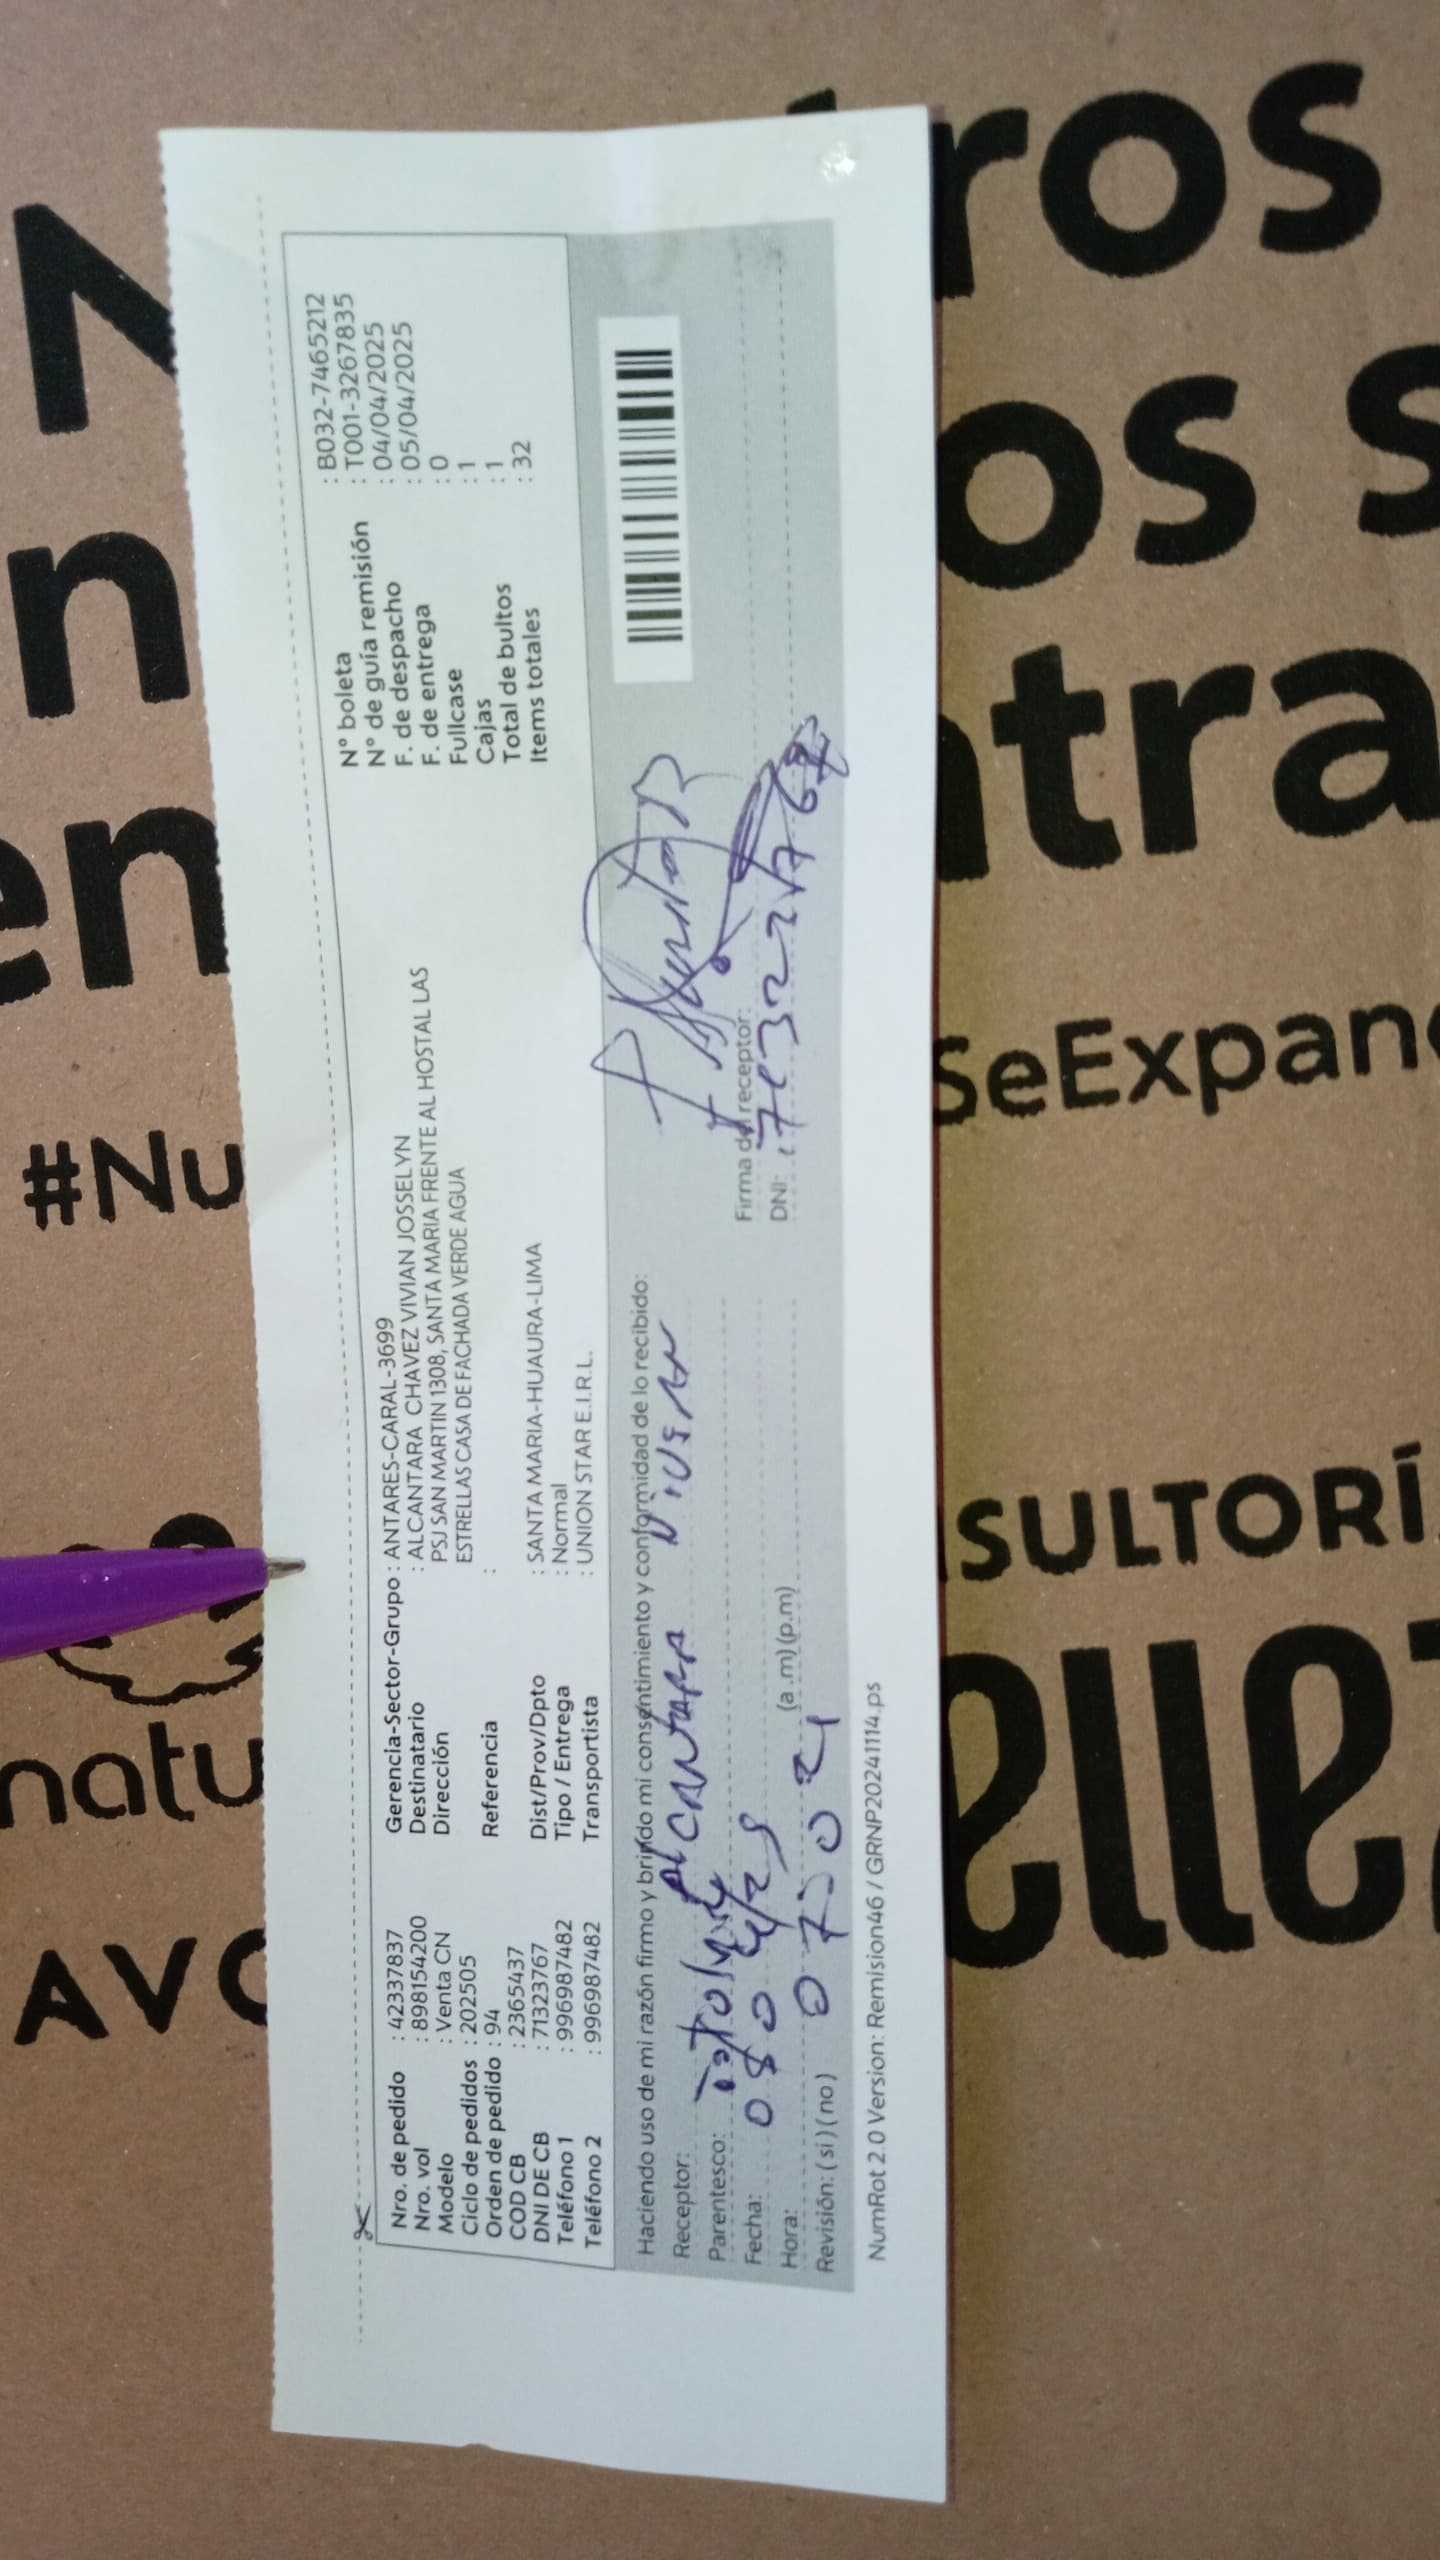 Nro. de pedido : 42337837
Nro. vol : 898154200
Modelo : Venta CN
Ciclo de pedidos : 202505
Orden de pedido : 94
COD CB : 2365437
DNI DE CB : 71323767
Teléfono 1 : 996987482
Teléfono 2 : 996987482
Gerencia-Sector-Grupo : ANTARES-CARAL-3699
Destinatario : ALCANTARA CHAVEZ VIVIAN JOSSELYN
Dirección PSJ SAN MARTIN 1308, SANTA MARIA FRENTE AL HOSTAL LAS
ESTRELLAS CASA DE FACHADA VERDE AGUA
Referencia :
Dist/Prov/Dpto : SANTA MARIA-HUAURA-LIMA
Tipo / Entrega : Normal
Transportista : UNION STAR E.I.R.L.
N° boleta : B032-7465212
N° de guía remisión : T001-3267835
F. de despacho : 04/04/2025
F. de entrega : 05/04/2025
Fullcase : 0
Cajas : 1
Total de bultos : 1
Items totales : 32
Haciendo uso de mi razón firmo y brindo mi consentimiento y conformidad de lo recibido:
Receptor: ALCANTARA
Parentesco:
Fecha:
Hora: (a .m) (p.m)
Revisión: ( si ) ( no )
Firma del receptor:
DNI:
NumRot 2.0 Version: Remision46 / GRNP20241114.ps
#Nu
natu
AVO
ros
os s
ntra
SeExpan
SULTORÍ